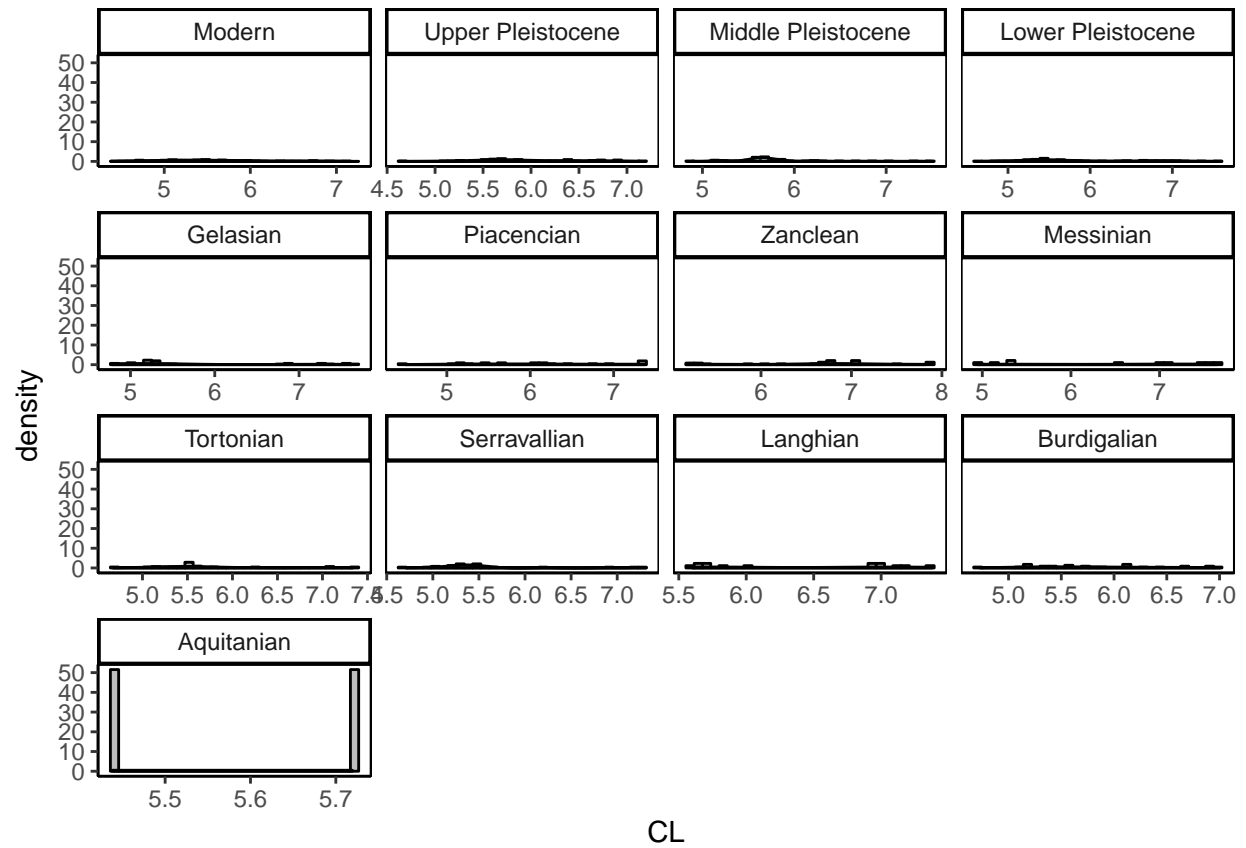 Modern Upper Pleistocene Middle Pleistocene Lower Pleistocene
50
40
30
20
10
0
5 6 7 4.5 5.0 5.5 6.0 6.5 7.0 5 6 7 5 6 7
Gelasian Piacencian Zanclean Messinian
50
40
30
20
10
0
5 6 7 5 6 7 6 7 8 5 6 7
density
Tortonian Serravallian Langhian Burdigalian
50
40
30
20
10
0
5.0 5.5 6.0 6.5 7.0 7.5 4.5 5.0 5.5 6.0 6.5 7.0 5.5 6.0 6.5 7.0 5.0 5.5 6.0 6.5 7.0
Aquitanian
50
40
30
20
10
0
5.5 5.6 5.7
CL